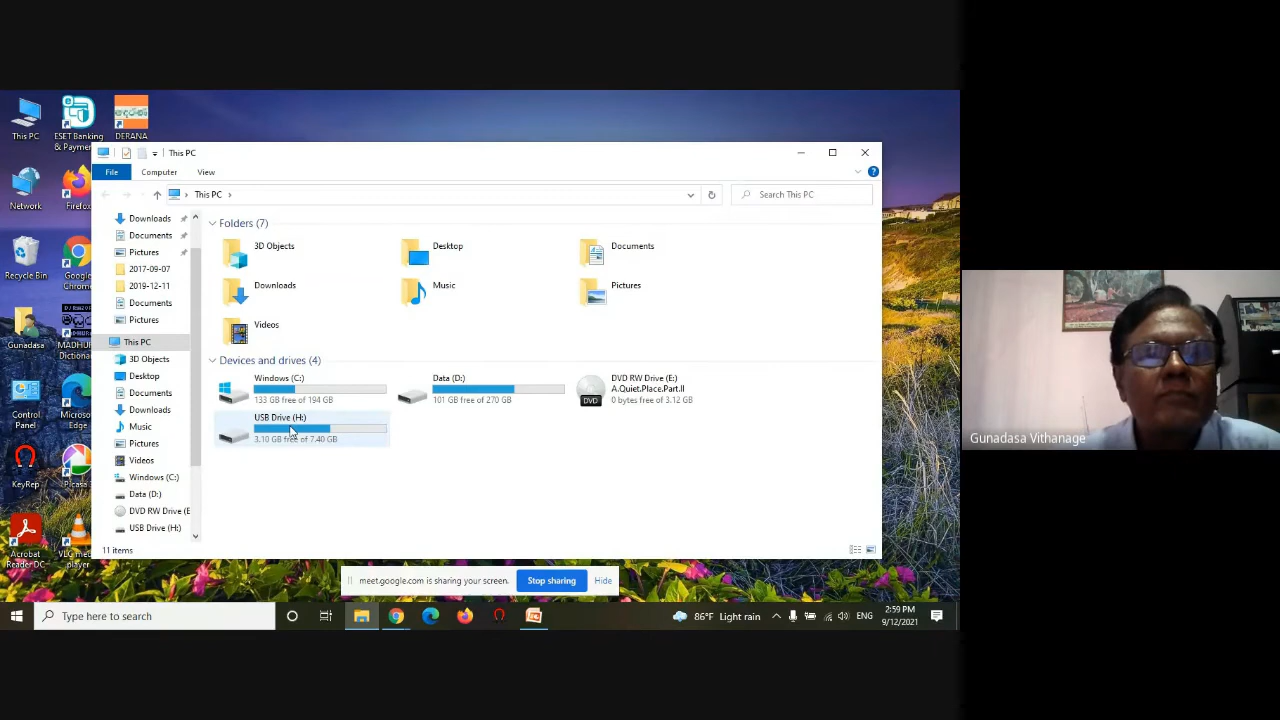 This PC
ESET Banking
& Paymen...
DERANA
Network
Firefox
Recycle Bin
Google
Chrome
Gunadasa
Dictionar
Control
Panel
Microso
Edge
KeyRep
Picasa
Acrobat
Reader DC
VLC me
player
This PC
File
Computer
View
This PC
Search This PC
Downloads
Documents
Pictures
2017-09-07
2019-12-11
Documents
Pictures
This PC
3D Objects
Desktop
Documents
Downloads
Music
Pictures
Videos
Windows (C:)
Data (D:)
DVD RW Drive (E
USB Drive (H:)
Folders (7)
3D Objects
Desktop
Documents
Downloads
Music
Pictures
Videos
Devices and drives (4)
Windows (C:)
133 GB free of 194 GB
Data (D:)
101 GB free of 270 GB
DVD RW Drive (E:)
A.Quiet.Place.Part.II
DVD
0 bytes free of 3.12 GB
USB Drive (H:)
3.10 GB free of 7.40 GB
11 items
meet.google.com is sharing your screen.
Stop sharing
Hide
Type here to search
86°F Light rain
ENG
2:59 PM
9/12/2021
Gunadasa Vithanage